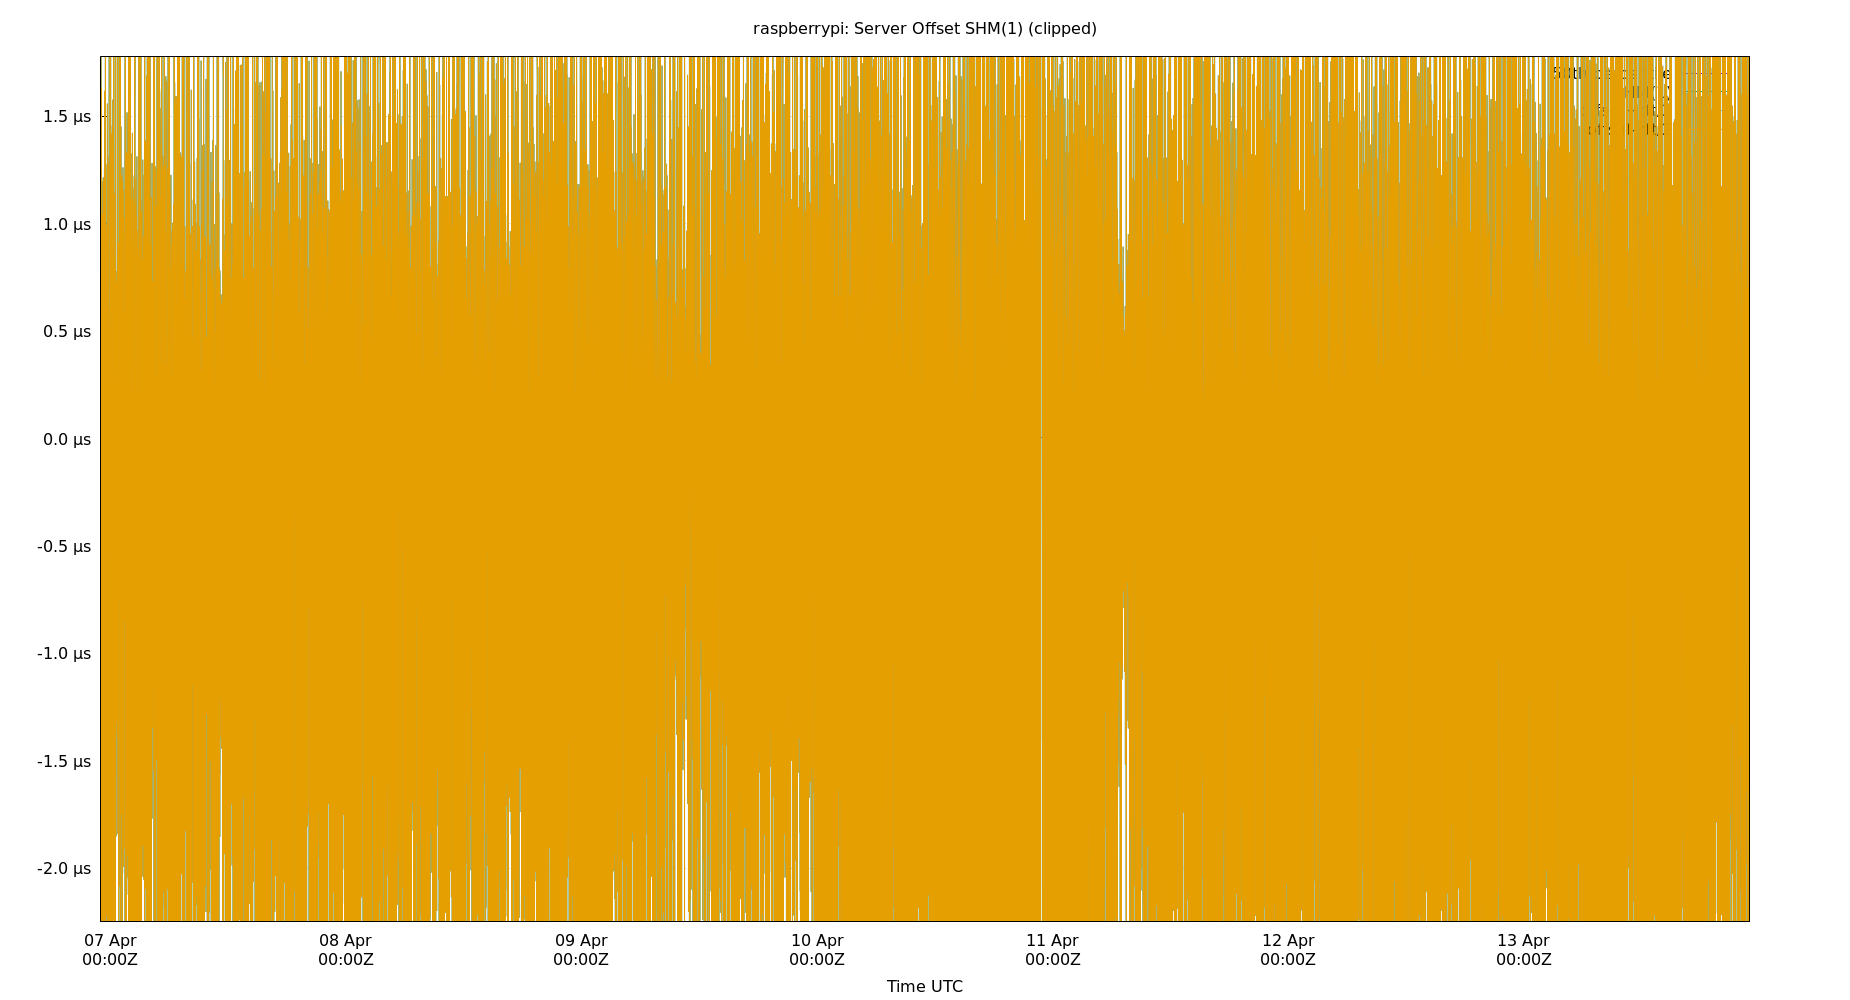 raspberrypi: Server Offset SHM(1) (clipped)
1.5 µs
1.0 µs
0.5 µs
0.0 µs
-0.5 µs
-1.0 µs
-1.5 µs
-2.0 µs
07 Apr 08 Apr 09 Apr 10 Apr 11 Apr 12 Apr 13 Apr
00:00Z 00:00Z 00:00Z 00:00Z 00:00Z 00:00Z 00:00Z
Time UTC